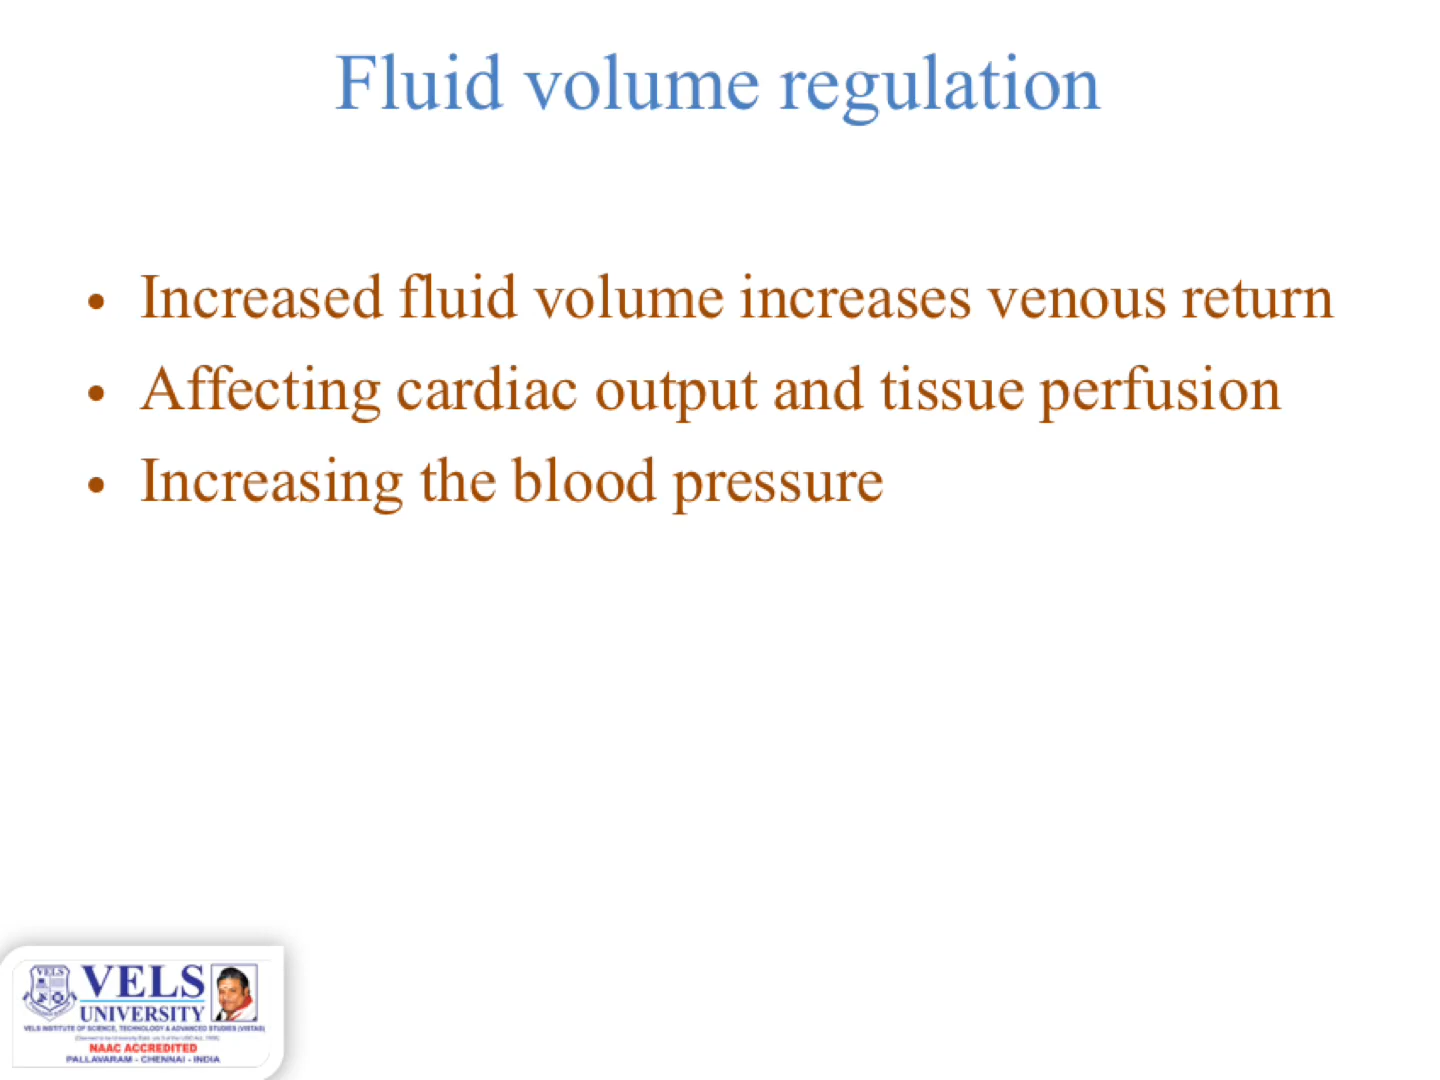 Fluid volume regulation
• Increased fluid volume increases venous return
• Affecting cardiac output and tissue perfusion
• Increasing the blood pressure
VELS
VELS
UNIVERSITY
VELS INSTITUTE OF SCIENCE, TECHNOLOGY & ADVANCED STUDIES (VISTAS)
NAAC ACCREDITED
PALLAVARAM - CHENNAI - INDIA